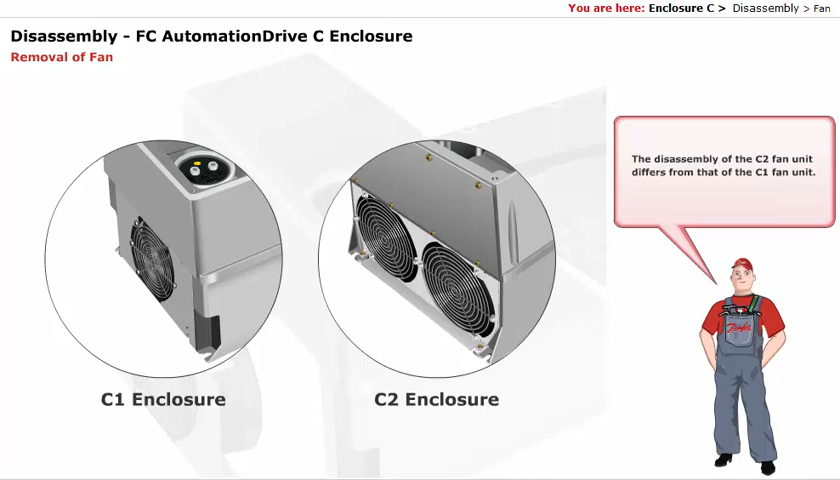 You are here: Enclosure C > Disassembly > Fan
Disassembly - FC AutomationDrive C Enclosure
Removal of Fan
The disassembly of the C2 fan unit
differs from that of the C1 fan unit.
Danfoss
C1 Enclosure
C2 Enclosure